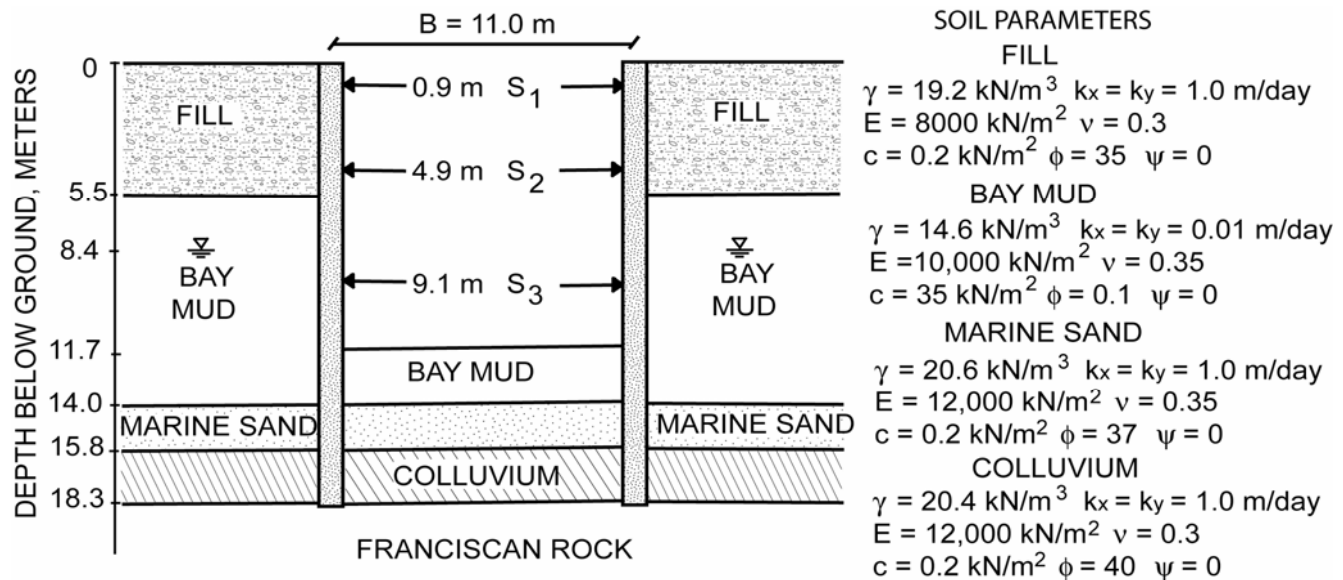 B = 11.0 m
DEPTH BELOW GROUND, METERS
0
5.5
8.4
11.7
14.0
15.8
18.3
FILL
0.9 m S₁
FILL
4.9 m S₂
BAY
MUD
9.1 m S₃
BAY
MUD
BAY MUD
MARINE SAND
MARINE SAND
COLLUVIUM
FRANCISCAN ROCK
SOIL PARAMETERS
FILL
γ = 19.2 kN/m³ kx = ky = 1.0 m/day
E = 8000 kN/m² ν = 0.3
c = 0.2 kN/m² ϕ = 35 ψ = 0
BAY MUD
γ = 14.6 kN/m³ kx = ky = 0.01 m/day
E =10,000 kN/m² ν = 0.35
c = 35 kN/m² ϕ = 0.1 ψ = 0
MARINE SAND
γ = 20.6 kN/m³ kx = ky = 1.0 m/day
E = 12,000 kN/m² ν = 0.35
c = 0.2 kN/m² ϕ = 37 ψ = 0
COLLUVIUM
γ = 20.4 kN/m³ kx = ky = 1.0 m/day
E = 12,000 kN/m² ν = 0.3
c = 0.2 kN/m² ϕ = 40 ψ = 0